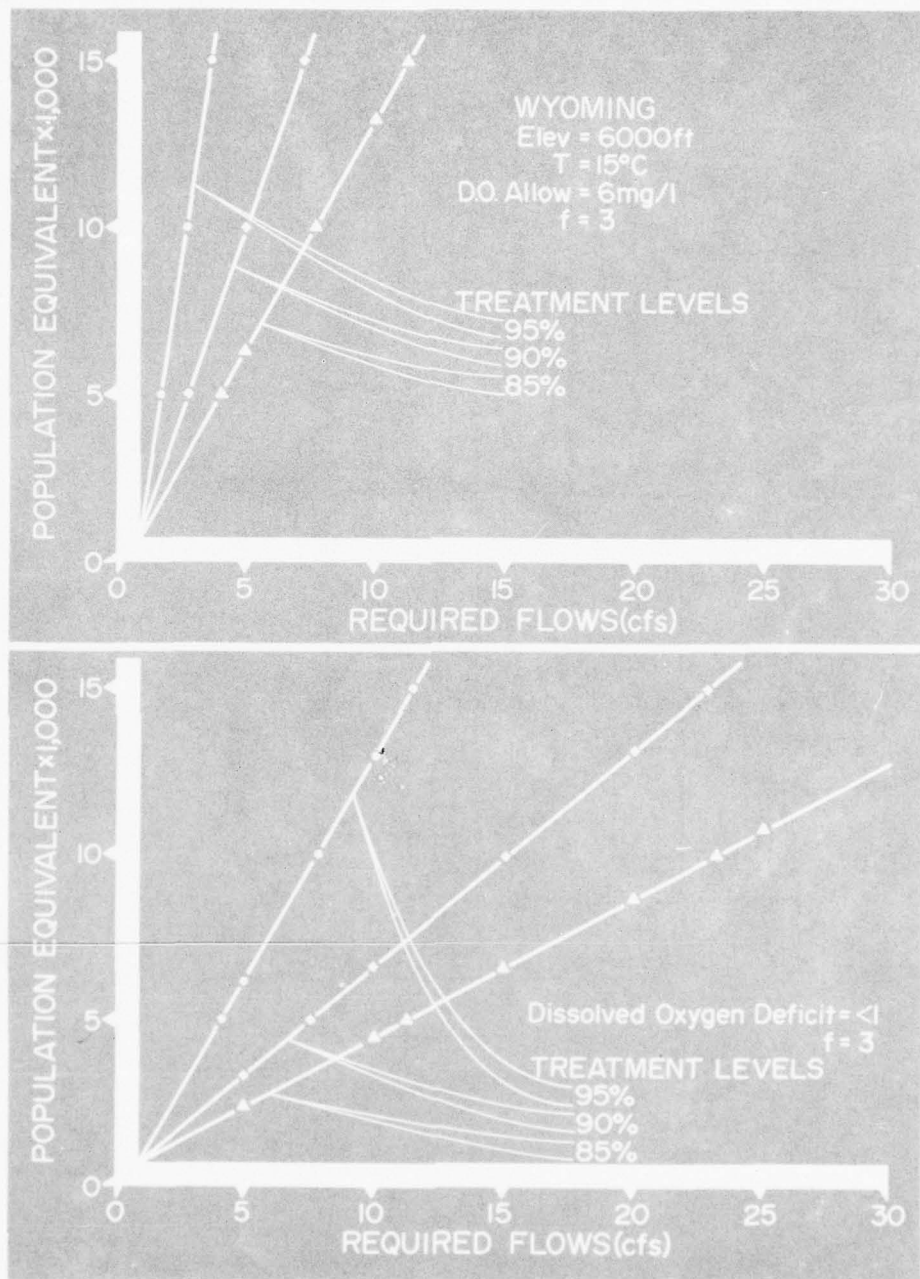 POPULATION EQUIVALENT×1,000
15
10
5
0
WYOMING
Elev = 6000ft
T = 15°C
D.O. Allow = 6mg/l
f = 3
TREATMENT LEVELS
95%
90%
85%
0 5 10 15 20 25 30
REQUIRED FLOWS(cfs)
POPULATION EQUIVALENT×1,000
15
10
5
0
Dissolved Oxygen Deficit = <1
f = 3
TREATMENT LEVELS
95%
90%
85%
0 5 10 15 20 25 30
REQUIRED FLOWS(cfs)